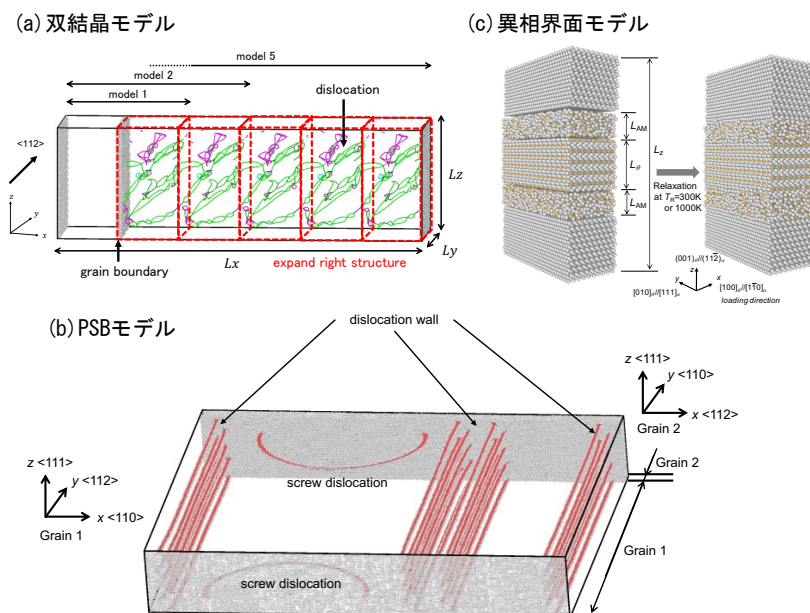 (a) 双結晶モデル
model 5
model 2
model 1
dislocation
<112>
z
y
x
Lz
Ly
Lx
grain boundary
expand right structure
(c) 異相界面モデル
L_AM
L_θ
L_z
L_AM
Relaxation
at T_R=300K
or 1000K
(001)_θ//(112̅)_α
z
y
x
[010]_θ//[111]_α
[100]_θ//[11̅0]_α
loading direction
(b) PSBモデル
dislocation wall
z <111>
y <110>
x <112>
Grain 2
z <111>
y <112>
x <110>
Grain 1
screw dislocation
screw dislocation
Grain 2
Grain 1